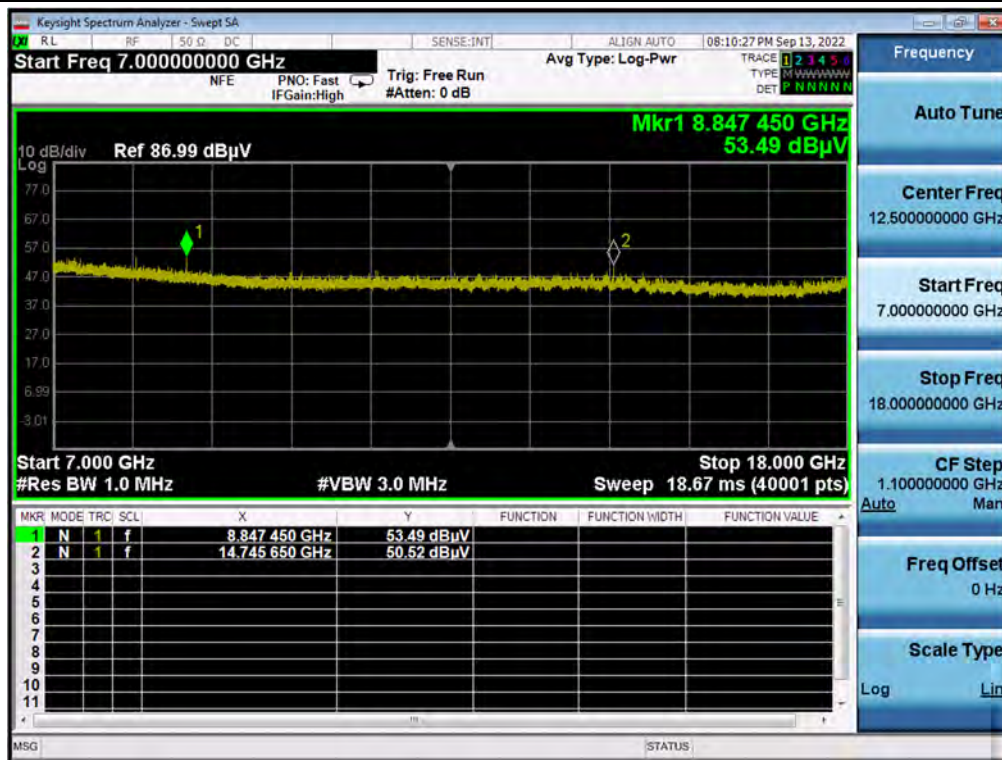 Keysight Spectrum Analyzer - Swept SA
RL RF 50 Ω DC SENSE:INT ALIGN AUTO 08:10:27 PM Sep 13, 2022
Start Freq 7.000000000 GHz
NFE
PNO: Fast
IFGain:High
Trig: Free Run
#Atten: 0 dB
Avg Type: Log-Pwr
TRACE 1 2 3 4 5 6
TYPE M WWWWW
DET P N N N N N
Mkr1 8.847 450 GHz
53.49 dBµV
10 dB/div Ref 86.99 dBµV
Log
77.0
67.0
57.0
47.0
37.0
27.0
17.0
6.99
-3.01
1
2
Start 7.000 GHz Stop 18.000 GHz
#Res BW 1.0 MHz #VBW 3.0 MHz Sweep 18.67 ms (40001 pts)
MKR MODE TRC SCL X Y FUNCTION FUNCTION WIDTH FUNCTION VALUE
1 N 1 f 8.847 450 GHz 53.49 dBµV
2 N 1 f 14.745 650 GHz 50.52 dBµV
3
4
5
6
7
8
9
10
11
MSG STATUS
Frequency
Auto Tune
Center Freq
12.500000000 GHz
Start Freq
7.000000000 GHz
Stop Freq
18.000000000 GHz
CF Step
1.100000000 GHz
Auto Man
Freq Offset
0 Hz
Scale Type
Log Lin